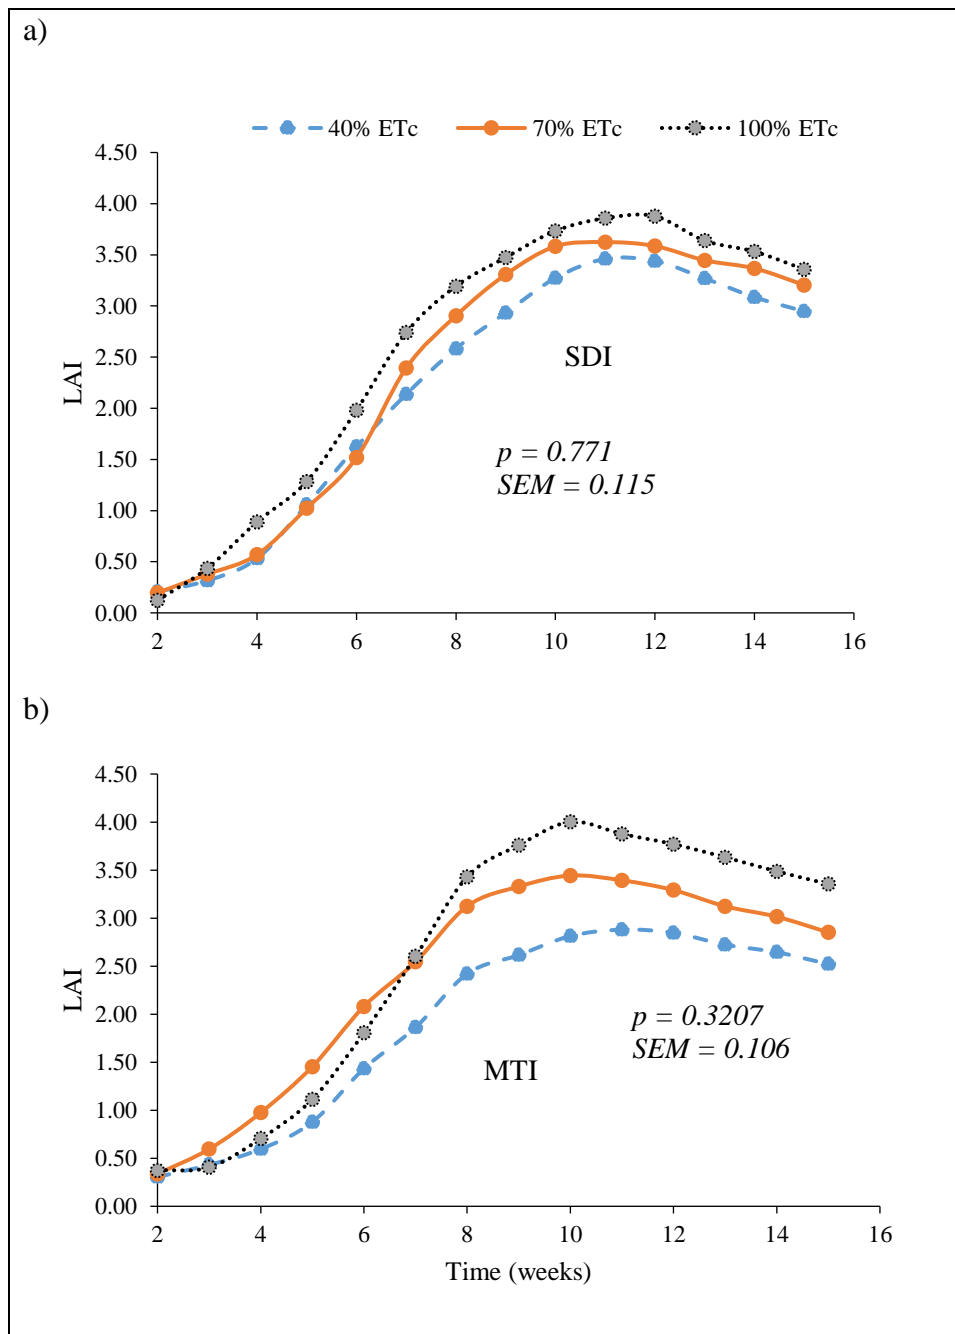 a)
40% ETc 70% ETc 100% ETc
4.50
4.00
3.50
3.00
2.50
2.00
1.50
1.00
0.50
0.00
LAI
SDI
p = 0.771
SEM = 0.115
2 4 6 8 10 12 14 16
b)
4.50
4.00
3.50
3.00
2.50
2.00
1.50
1.00
0.50
0.00
LAI
p = 0.3207
SEM = 0.106
MTI
2 4 6 8 10 12 14 16
Time (weeks)